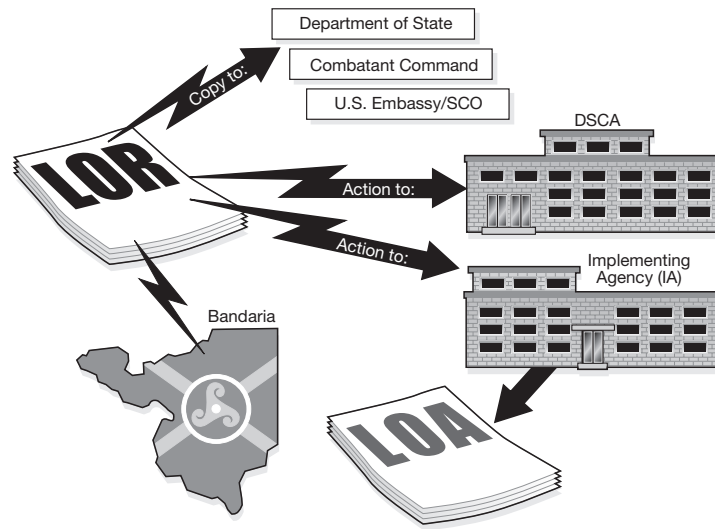 Department of State
Combatant Command
U.S. Embassy/SCO
Copy to:
DSCA
LOR
Action to:
Action to:
Implementing
Agency (IA)
Bandaria
LOA